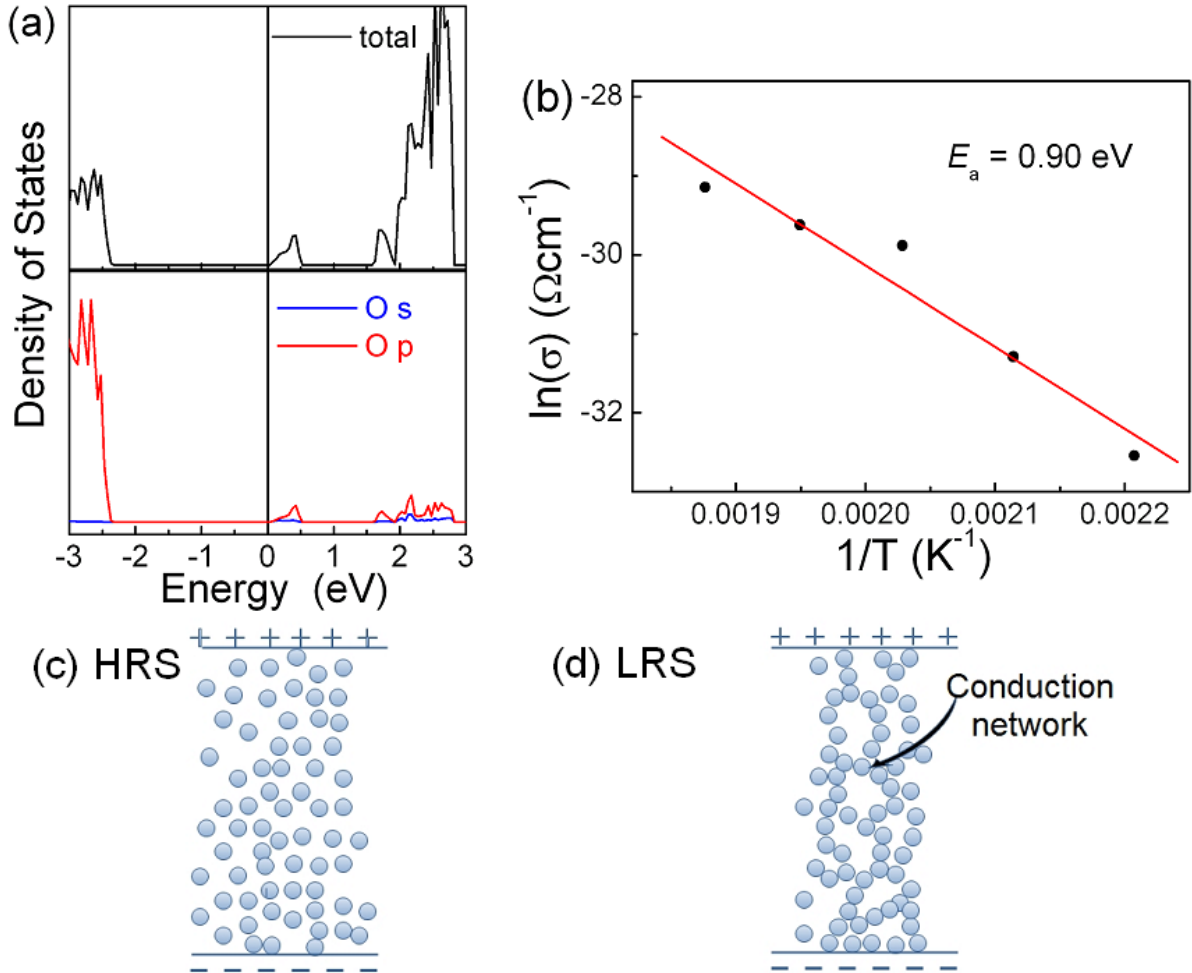 (a)
total
Density of States
O s
O p
-3 -2 -1 0 1 2 3
Energy (eV)
(b)
-28
-30
-32
ln(σ) (Ωcm⁻¹)
Eₐ = 0.90 eV
0.0019 0.0020 0.0021 0.0022
1/T (K⁻¹)
(c) HRS
+ + + + + +
− − − − − − −
(d) LRS
+ + + + + +
Conduction
network
− − − − − −